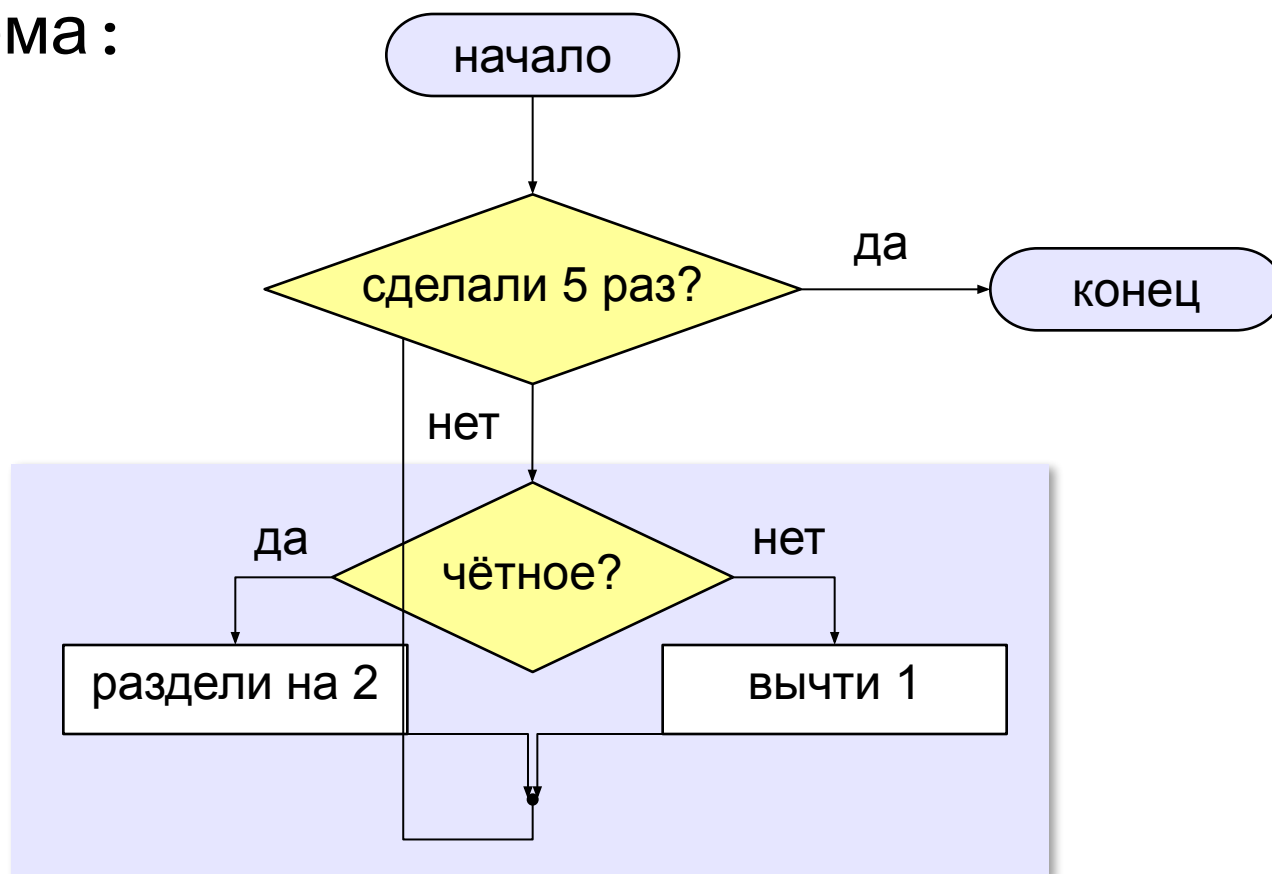 ма:
начало
сделали 5 раз?
да
конец
нет
да
чётное?
нет
раздели на 2
вычти 1